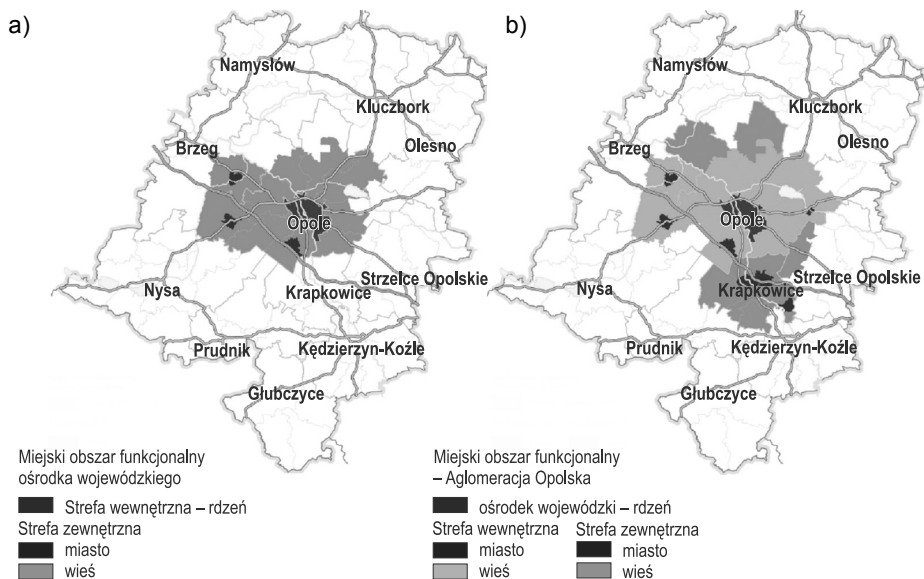 a)
Namysłów
Kluczbork
Olesno
Brzeg
Opole
Strzelce Opolskie
Nysa
Krapkowice
Prudnik
Kędzierzyn-Koźle
Głubczyce
Miejski obszar funkcjonalny
ośrodka wojewódzkiego
Strefa wewnętrzna – rdzeń
Strefa zewnętrzna
miasto
wieś
b)
Namysłów
Kluczbork
Olesno
Brzeg
Opole
Strzelce Opolskie
Nysa
Krapkowice
Prudnik
Kędzierzyn-Koźle
Głubczyce
Miejski obszar funkcjonalny
– Aglomeracja Opolska
ośrodek wojewódzki – rdzeń
Strefa wewnętrzna
miasto
wieś
Strefa zewnętrzna
miasto
wieś